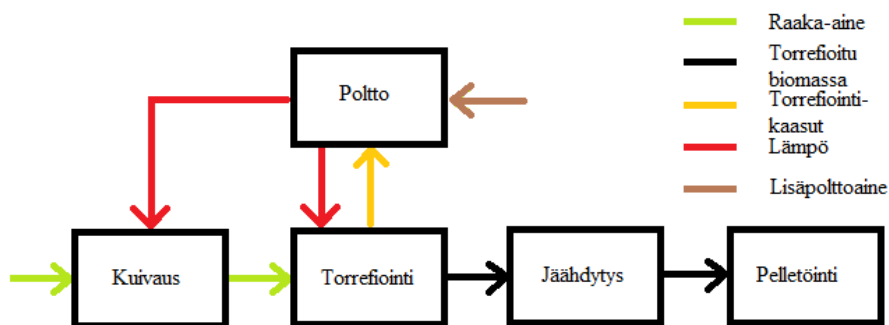 Raaka-aine
Torrefioitu
biomassa
Torrefiointi-
kaasut
Lämpö
Lisäpolttoaine
Poltto
Kuivaus
Torrefiointi
Jäähdytys
Pelletöinti